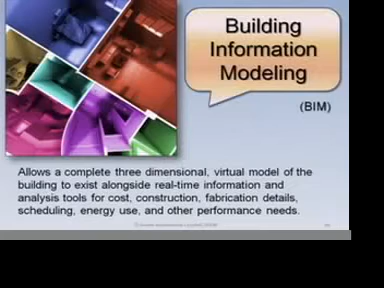 Building
Information
Modeling
(BIM)
Allows a complete three dimensional, virtual model of the
building to exist alongside real-time information and
analysis tools for cost, construction, fabrication details,
scheduling, energy use, and other performance needs.